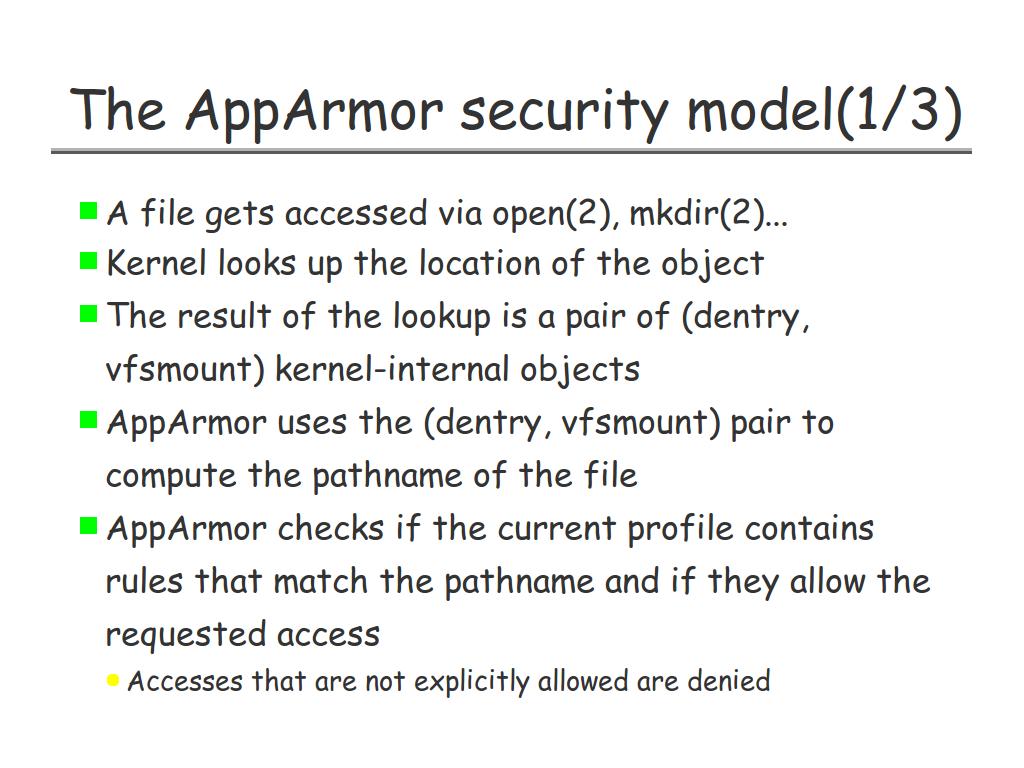 The AppArmor security model(1/3)
A file gets accessed via open(2), mkdir(2)...
Kernel looks up the location of the object
The result of the lookup is a pair of (dentry,
vfsmount) kernel-internal objects
AppArmor uses the (dentry, vfsmount) pair to
compute the pathname of the file
AppArmor checks if the current profile contains
rules that match the pathname and if they allow the
requested access
Accesses that are not explicitly allowed are denied